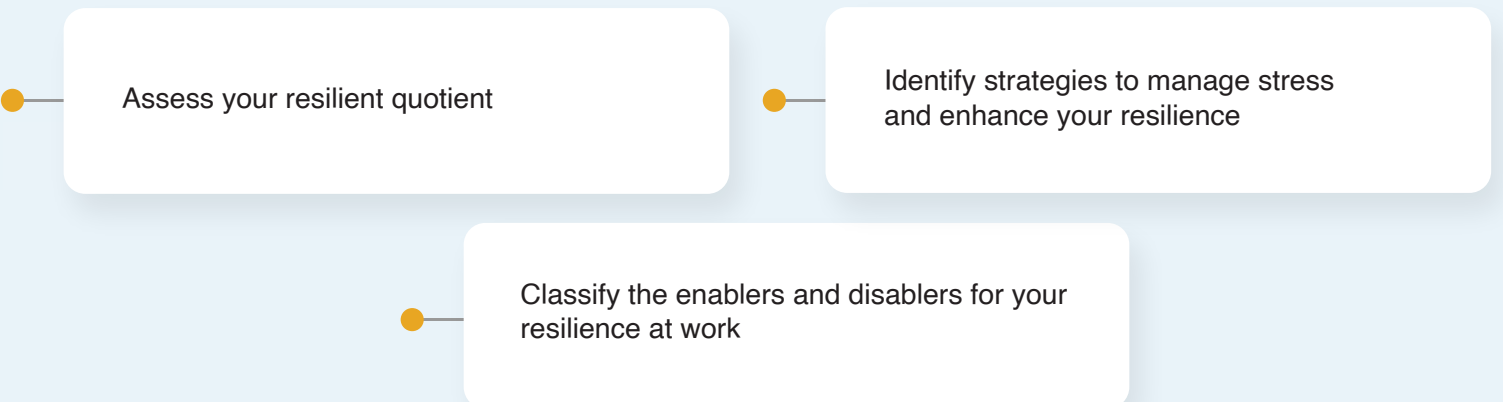 Assess your resilient quotient
Identify strategies to manage stress
and enhance your resilience
Classify the enablers and disablers for your
resilience at work